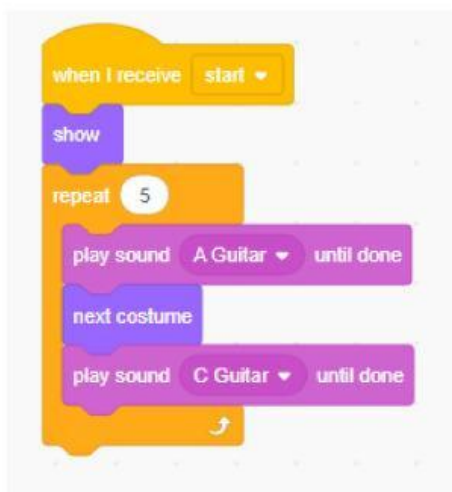 when I receive start
show
repeat 5
play sound A Guitar until done
next costume
play sound C Guitar until done